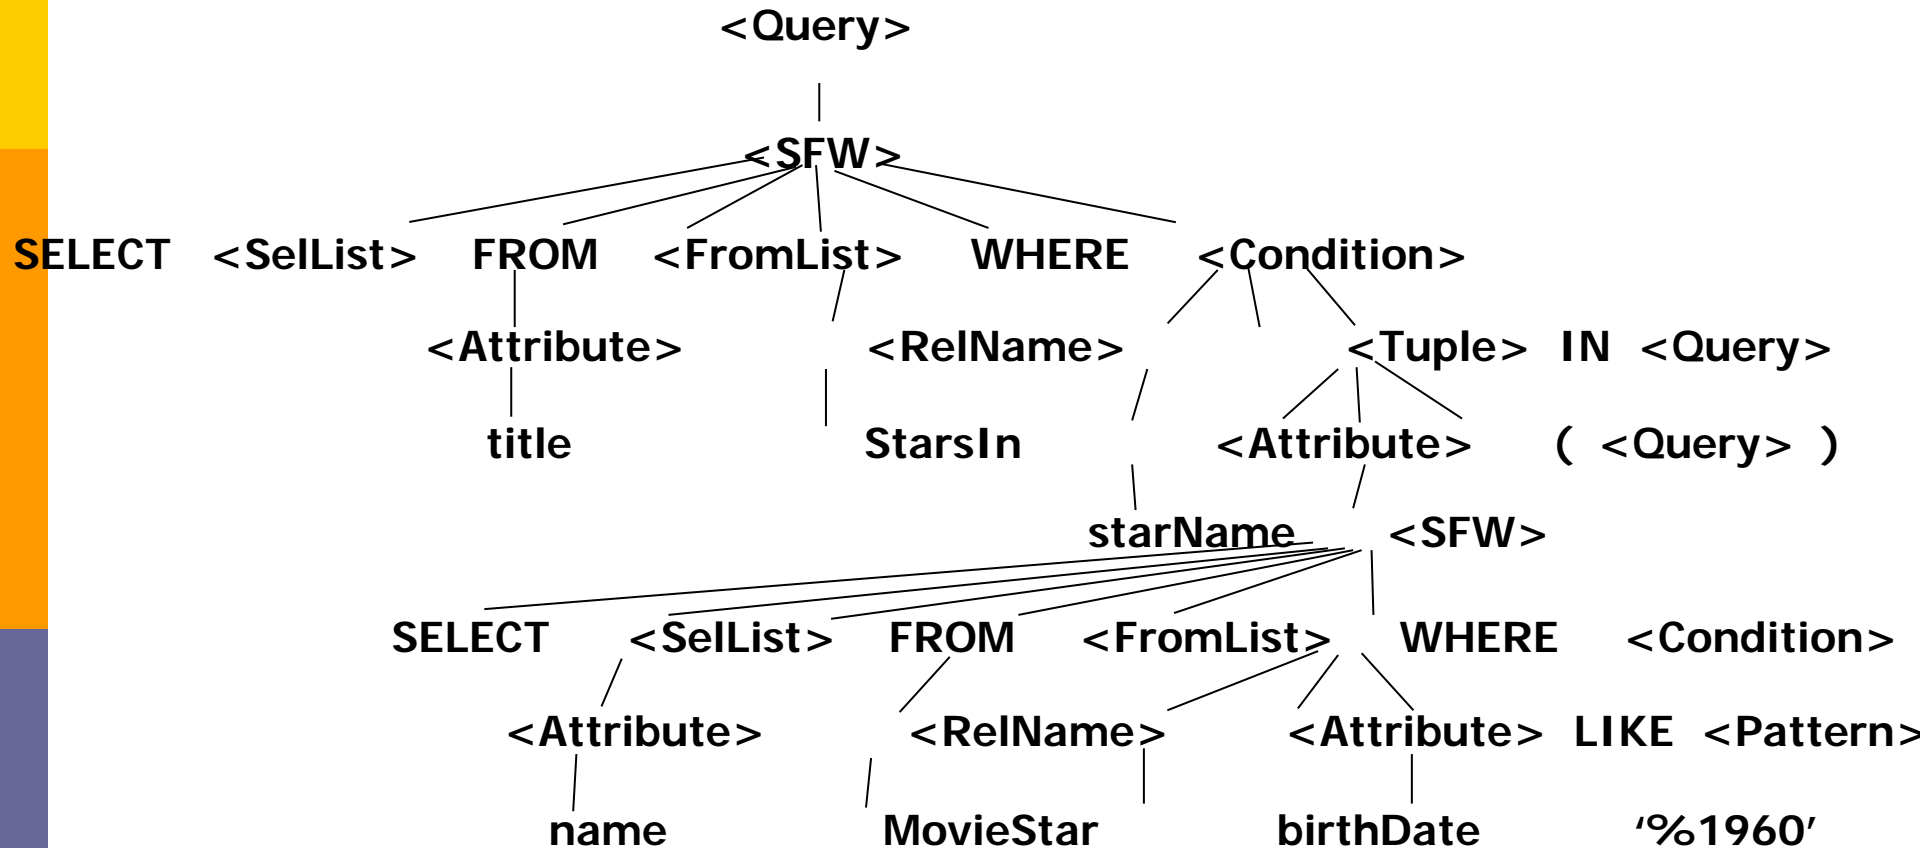 <Query>
<SFW>
SELECT <SelList> FROM <FromList> WHERE <Condition>
<Attribute> <RelName> <Tuple> IN <Query>
title StarsIn <Attribute> ( <Query> )
starName <SFW>
SELECT <SelList> FROM <FromList> WHERE <Condition>
<Attribute> <RelName> <Attribute> LIKE <Pattern>
name MovieStar birthDate ‘%1960’